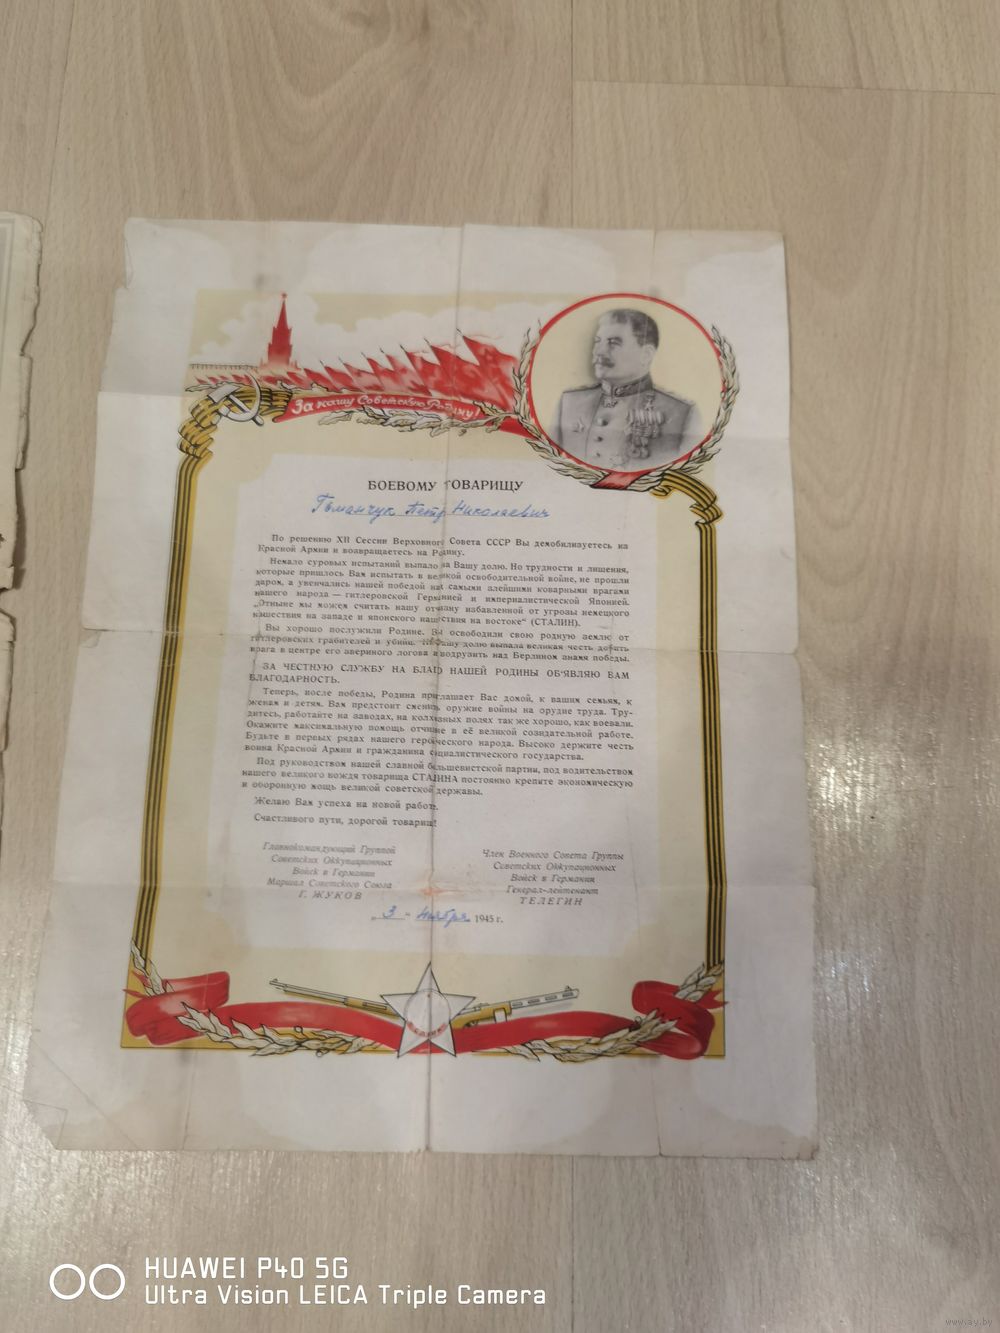 За нашу Советскую Родину!
БОЕВОМУ ТОВАРИЩУ
Петр Николаевич
По решению XII Сессии Верховного Совета СССР Вы демобилизуетесь из
Красной Армии и возвращаетесь на Родину.
Немало суровых испытаний выпало на Вашу долю. Но трудности и лишения,
которые пришлось Вам испытать в великой освободительной войне, не прошли
даром, а увенчались нашей победой над самыми злейшими коварными врагами
нашего народа — гитлеровской Германией и империалистической Японией.
„Отныне мы можем считать нашу отчизну избавленной от угрозы немецкого
нашествия на западе и японского нашествия на востоке“ (СТАЛИН).
Вы хорошо послужили Родине. Вы освободили свою родную землю от
гитлеровских грабителей и убийц. На Вашу долю выпала великая честь добить
врага в центре его звериного логова и водрузить над Берлином знамя победы.
ЗА ЧЕСТНУЮ СЛУЖБУ НА БЛАГО НАШЕЙ РОДИНЫ ОБ'ЯВЛЯЮ ВАМ
БЛАГОДАРНОСТЬ.
Теперь, после победы, Родина приглашает Вас домой, к вашим семьям, к
женам и детям. Вам предстоит сменить оружие войны на орудие труда. Тру-
дитесь, работайте на заводах, на колхозных полях так же хорошо, как воевали.
Окажите максимальную помощь отчизне в её великой созидательной работе.
Будьте в первых рядах нашего героического народа. Высоко держите честь
воина Красной Армии и гражданина социалистического государства.
Под руководством нашей славной большевистской партии, под водительством
нашего великого вождя товарища СТАЛИНА постоянно крепите экономическую
и оборонную мощь великой советской державы.
Желаю Вам успеха на новой работе.
Счастливого пути, дорогой товарищ!
Главнокомандующий Группой
Советских Оккупационных
Войск в Германии
Маршал Советского Союза
Г. ЖУКОВ
Член Военного Совета Группы
Советских Оккупационных
Войск в Германии
Генерал-лейтенант
ТЕЛЕГИН
„3“ ноября 1945 г.
HUAWEI P40 5G
Ultra Vision LEICA Triple Camera
www.ay.by